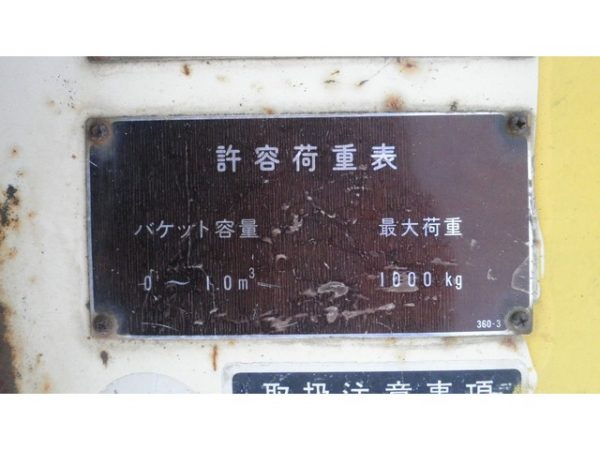 許容荷重表
バケット容量 最大荷重
0 ～ 1.0m³ 1000 kg
360-3
取扱注意事項